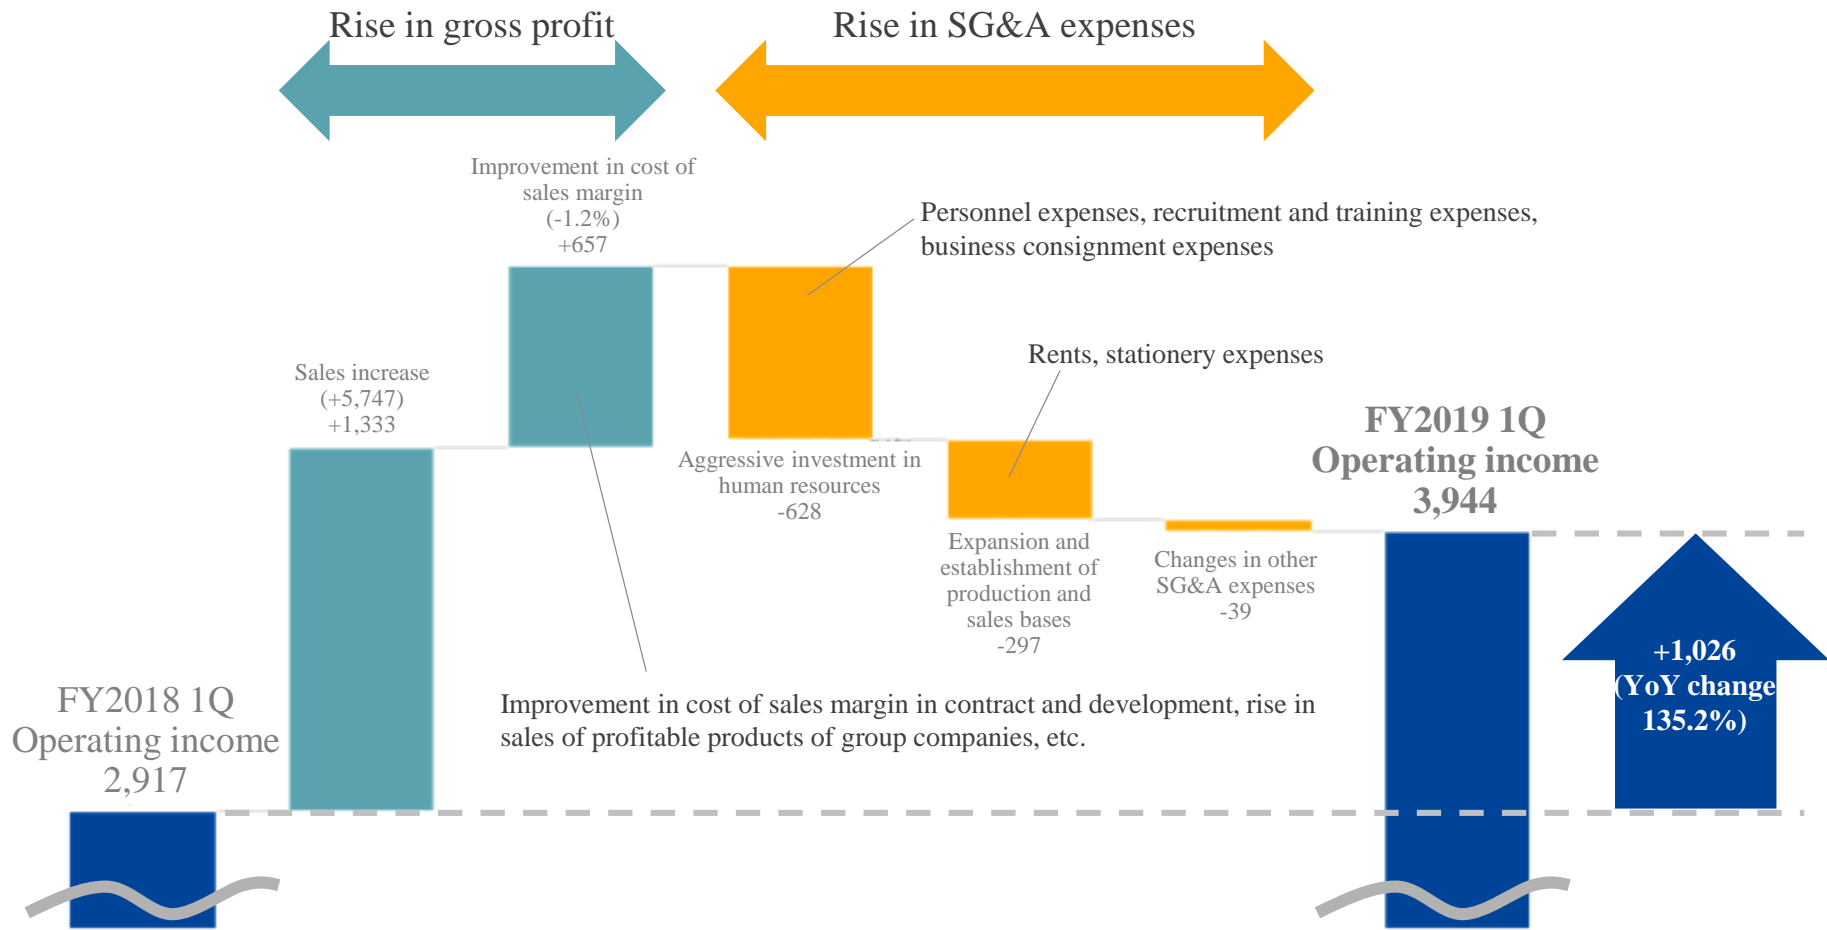 Rise in gross profit
Rise in SG&A expenses
Improvement in cost of
sales margin
(-1.2%)
+657
Personnel expenses, recruitment and training expenses,
business consignment expenses
Rents, stationery expenses
Sales increase
(+5,747)
+1,333
FY2019 1Q
Operating income
3,944
Aggressive investment in
human resources
-628
Expansion and
establishment of
production and
sales bases
-297
Changes in other
SG&A expenses
-39
+1,026
(YoY change
135.2%)
FY2018 1Q
Operating income
2,917
Improvement in cost of sales margin in contract and development, rise in
sales of profitable products of group companies, etc.